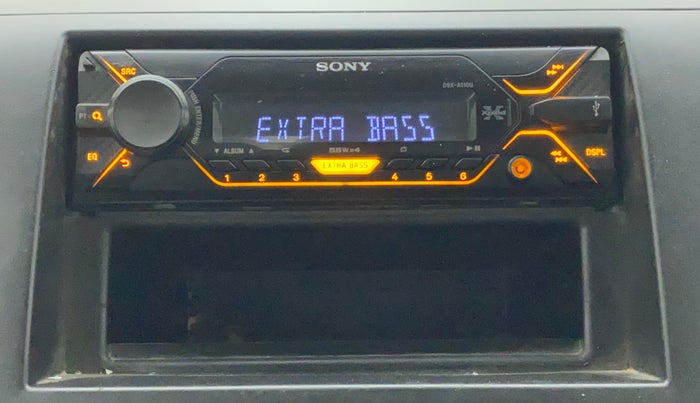 SONY
SRC
DSX-A110U
EXTRA BASS
EQ
▼ ALBUM ▲
55W×4
DSPL
EXTRA BASS
1 2 3 4 5 6